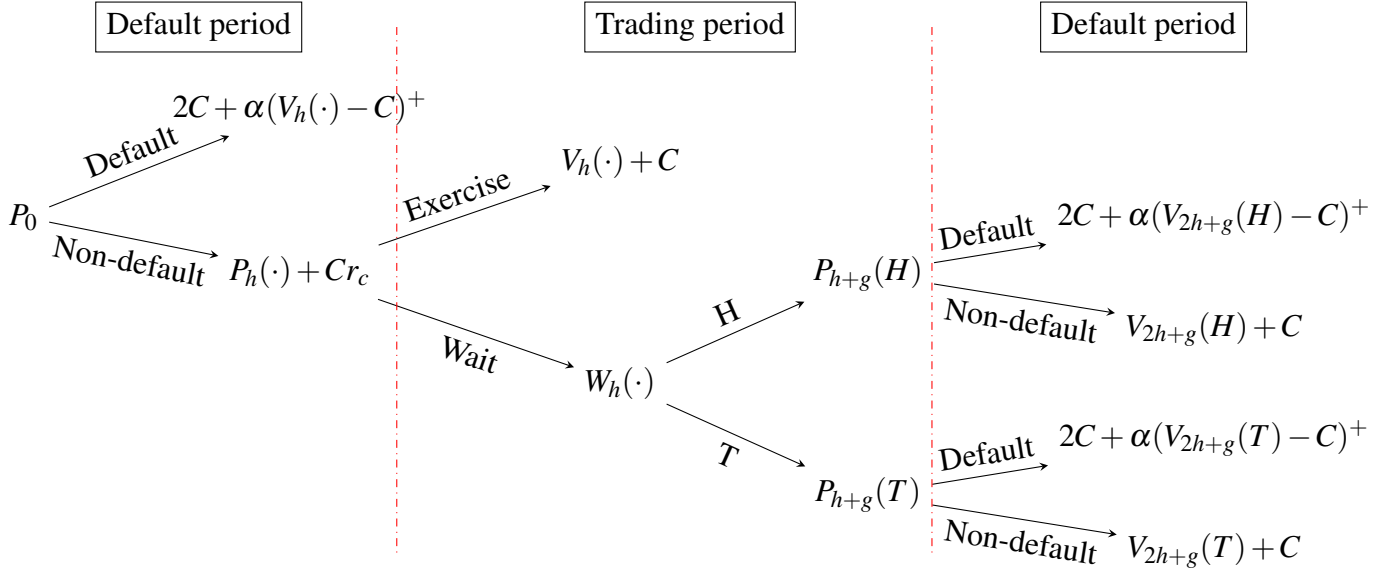 Default period
Trading period
Default period
2C + α(V_h(·) − C)^+
Default
P_0
Non-default
P_h(·) + Cr_c
Exercise
V_h(·) + C
Wait
W_h(·)
H
T
P_{h+g}(H)
Default
2C + α(V_{2h+g}(H) − C)^+
Non-default
V_{2h+g}(H) + C
P_{h+g}(T)
Default
2C + α(V_{2h+g}(T) − C)^+
Non-default
V_{2h+g}(T) + C